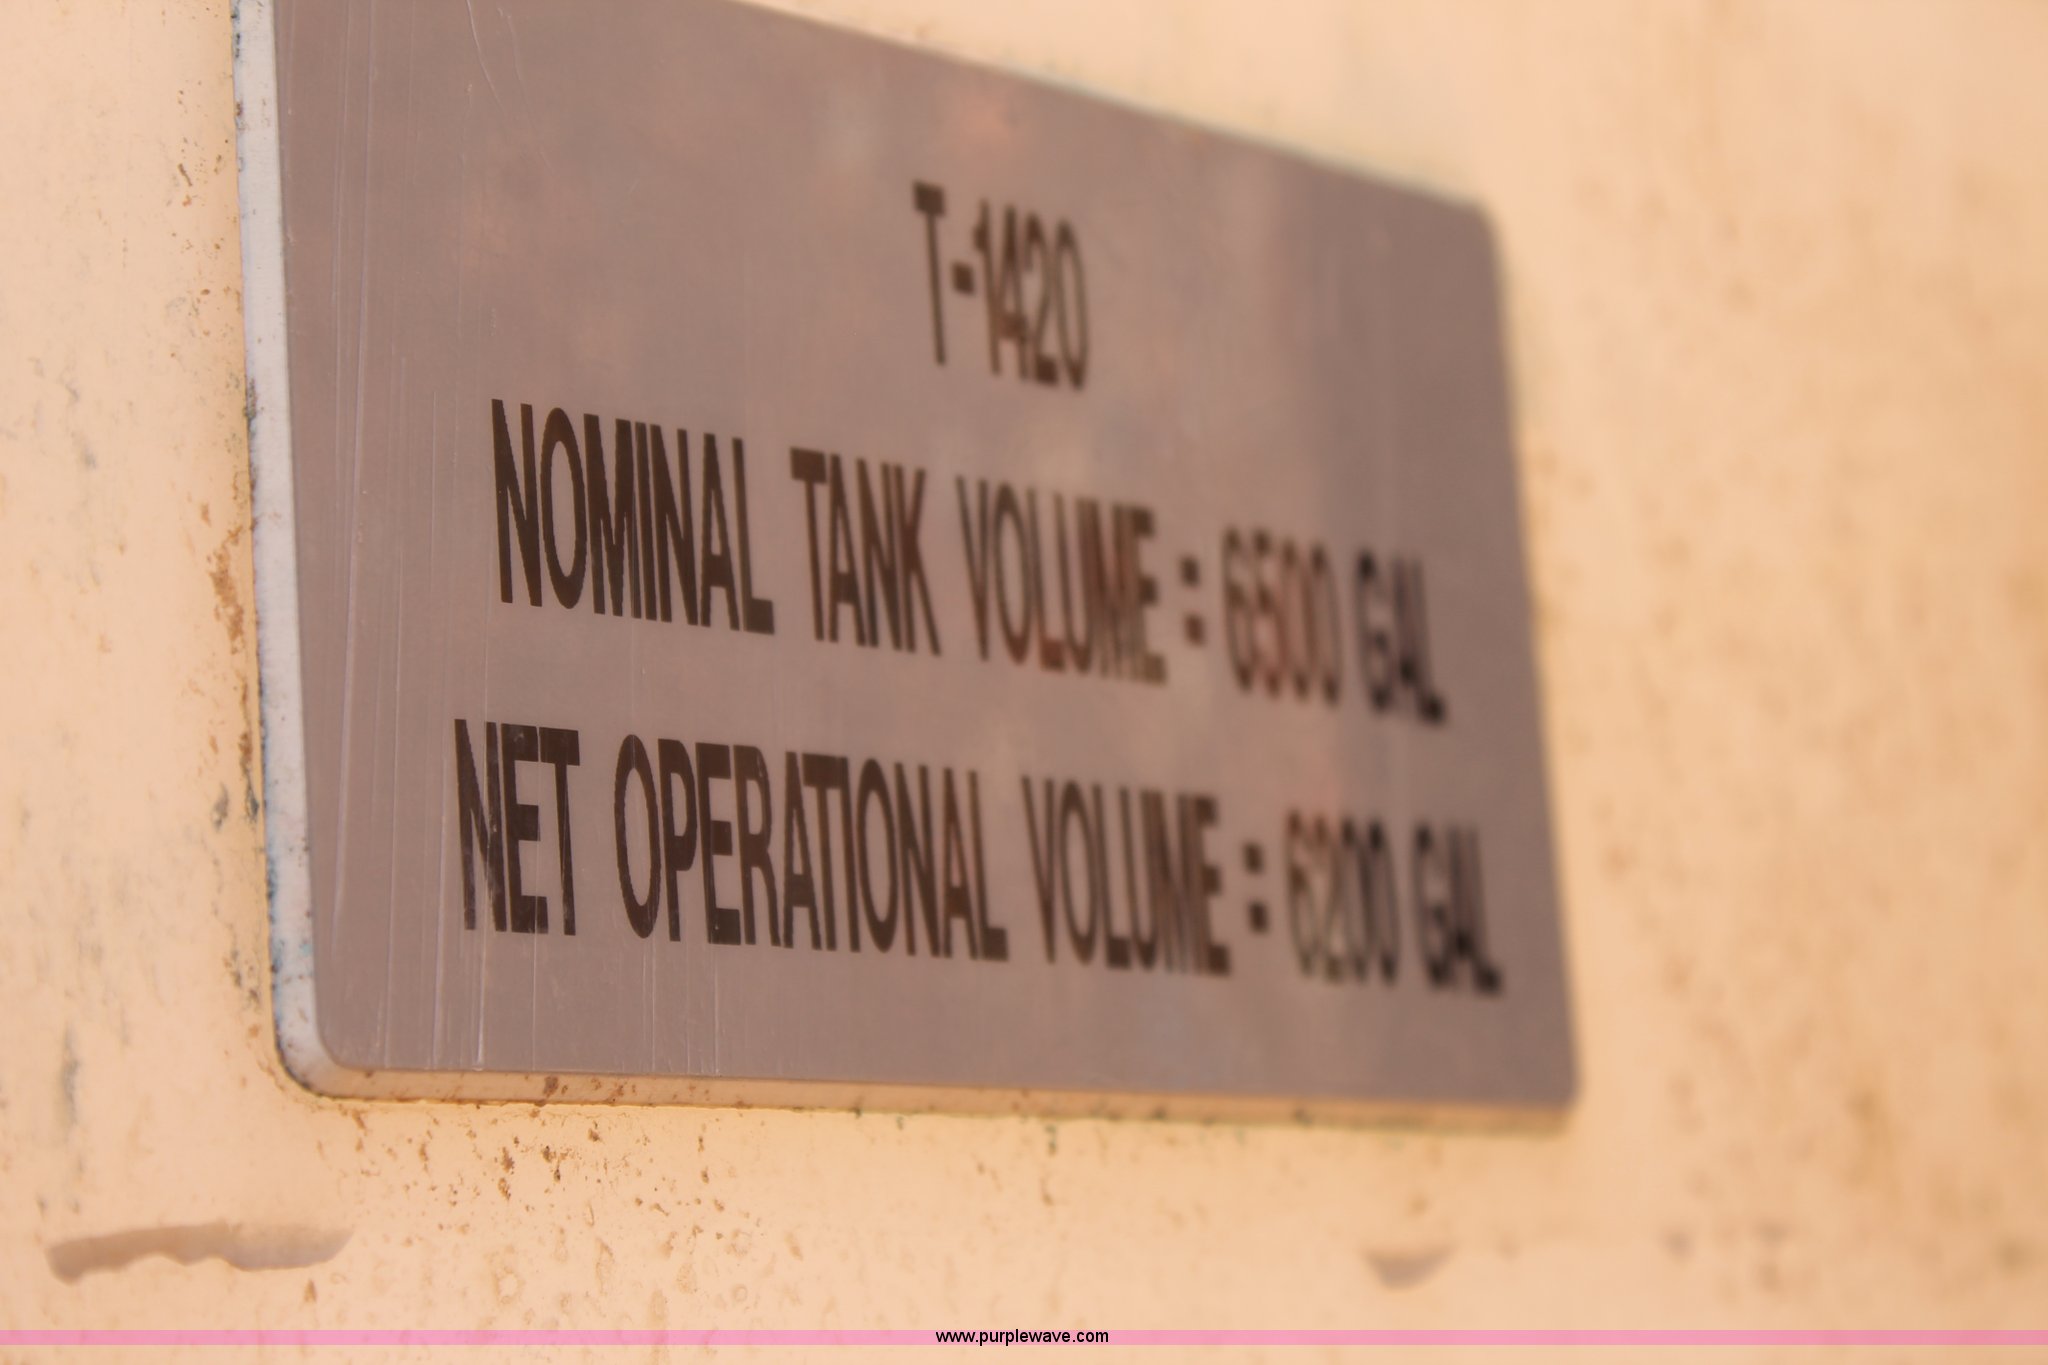 T-1420
NOMINAL TANK VOLUME : 6500 GAL
NET OPERATIONAL VOLUME : 6200 GAL
www.purplewave.com